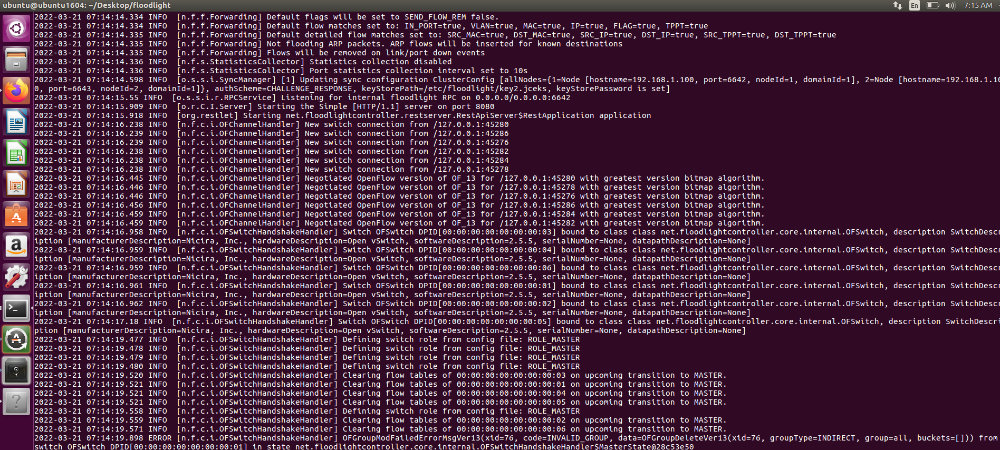 ubuntu@ubuntu1604: ~/Desktop/floodlight
En
7:15 AM
2022-03-21 07:14:14.334 INFO  [n.f.f.Forwarding] Default flags will be set to SEND_FLOW_REM false.
2022-03-21 07:14:14.334 INFO  [n.f.f.Forwarding] Default flow matches set to: IN_PORT=true, VLAN=true, MAC=true, IP=true, FLAG=true, TPPT=true
2022-03-21 07:14:14.335 INFO  [n.f.f.Forwarding] Default detailed flow matches set to: SRC_MAC=true, DST_MAC=true, SRC_IP=true, DST_IP=true, SRC_TPPT=true, DST_TPPT=true
2022-03-21 07:14:14.335 INFO  [n.f.f.Forwarding] Not flooding ARP packets. ARP flows will be inserted for known destinations
2022-03-21 07:14:14.335 INFO  [n.f.f.Forwarding] Flows will be removed on link/port down events
2022-03-21 07:14:14.336 INFO  [n.f.s.StatisticsCollector] Statistics collection disabled
2022-03-21 07:14:14.336 INFO  [n.f.s.StatisticsCollector] Port statistics collection interval set to 10s
2022-03-21 07:14:14.598 INFO  [o.s.s.i.SyncManager] [1] Updating sync configuration ClusterConfig [allNodes={1=Node [hostname=192.168.1.100, port=6642, nodeId=1, domainId=1], 2=Node [hostname=192.168.1.10
0, port=6643, nodeId=2, domainId=1]}, authScheme=CHALLENGE_RESPONSE, keyStorePath=/etc/floodlight/key2.jceks, keyStorePassword is set]
2022-03-21 07:14:15.55 INFO  [o.s.s.i.r.RPCService] Listening for internal floodlight RPC on 0.0.0.0/0.0.0.0:6642
2022-03-21 07:14:15.909 INFO  [o.r.C.I.Server] Starting the Simple [HTTP/1.1] server on port 8080
2022-03-21 07:14:15.918 INFO  [org.restlet] Starting net.floodlightcontroller.restserver.RestApiServer$RestApplication application
2022-03-21 07:14:16.238 INFO  [n.f.c.i.OFChannelHandler] New switch connection from /127.0.0.1:45280
2022-03-21 07:14:16.239 INFO  [n.f.c.i.OFChannelHandler] New switch connection from /127.0.0.1:45286
2022-03-21 07:14:16.239 INFO  [n.f.c.i.OFChannelHandler] New switch connection from /127.0.0.1:45276
2022-03-21 07:14:16.238 INFO  [n.f.c.i.OFChannelHandler] New switch connection from /127.0.0.1:45282
2022-03-21 07:14:16.238 INFO  [n.f.c.i.OFChannelHandler] New switch connection from /127.0.0.1:45284
2022-03-21 07:14:16.238 INFO  [n.f.c.i.OFChannelHandler] New switch connection from /127.0.0.1:45278
2022-03-21 07:14:16.445 INFO  [n.f.c.i.OFChannelHandler] Negotiated OpenFlow version of OF_13 for /127.0.0.1:45280 with greatest version bitmap algorithm.
2022-03-21 07:14:16.446 INFO  [n.f.c.i.OFChannelHandler] Negotiated OpenFlow version of OF_13 for /127.0.0.1:45278 with greatest version bitmap algorithm.
2022-03-21 07:14:16.446 INFO  [n.f.c.i.OFChannelHandler] Negotiated OpenFlow version of OF_13 for /127.0.0.1:45276 with greatest version bitmap algorithm.
2022-03-21 07:14:16.456 INFO  [n.f.c.i.OFChannelHandler] Negotiated OpenFlow version of OF_13 for /127.0.0.1:45286 with greatest version bitmap algorithm.
2022-03-21 07:14:16.459 INFO  [n.f.c.i.OFChannelHandler] Negotiated OpenFlow version of OF_13 for /127.0.0.1:45284 with greatest version bitmap algorithm.
2022-03-21 07:14:16.459 INFO  [n.f.c.i.OFChannelHandler] Negotiated OpenFlow version of OF_13 for /127.0.0.1:45282 with greatest version bitmap algorithm.
2022-03-21 07:14:16.958 INFO  [n.f.c.i.OFSwitchHandshakeHandler] Switch OFSwitch DPID[00:00:00:00:00:00:00:03] bound to class class net.floodlightcontroller.core.internal.OFSwitch, description SwitchDescr
iption [manufacturerDescription=Nicira, Inc., hardwareDescription=Open vSwitch, softwareDescription=2.5.5, serialNumber=None, datapathDescription=None]
2022-03-21 07:14:16.959 INFO  [n.f.c.i.OFSwitchHandshakeHandler] Switch OFSwitch DPID[00:00:00:00:00:00:00:04] bound to class class net.floodlightcontroller.core.internal.OFSwitch, description SwitchDescr
iption [manufacturerDescription=Nicira, Inc., hardwareDescription=Open vSwitch, softwareDescription=2.5.5, serialNumber=None, datapathDescription=None]
2022-03-21 07:14:16.959 INFO  [n.f.c.i.OFSwitchHandshakeHandler] Switch OFSwitch DPID[00:00:00:00:00:00:00:06] bound to class class net.floodlightcontroller.core.internal.OFSwitch, description SwitchDescr
iption [manufacturerDescription=Nicira, Inc., hardwareDescription=Open vSwitch, softwareDescription=2.5.5, serialNumber=None, datapathDescription=None]
2022-03-21 07:14:16.961 INFO  [n.f.c.i.OFSwitchHandshakeHandler] Switch OFSwitch DPID[00:00:00:00:00:00:00:01] bound to class class net.floodlightcontroller.core.internal.OFSwitch, description SwitchDescr
iption [manufacturerDescription=Nicira, Inc., hardwareDescription=Open vSwitch, softwareDescription=2.5.5, serialNumber=None, datapathDescription=None]
2022-03-21 07:14:16.962 INFO  [n.f.c.i.OFSwitchHandshakeHandler] Switch OFSwitch DPID[00:00:00:00:00:00:00:02] bound to class class net.floodlightcontroller.core.internal.OFSwitch, description SwitchDescr
iption [manufacturerDescription=Nicira, Inc., hardwareDescription=Open vSwitch, softwareDescription=2.5.5, serialNumber=None, datapathDescription=None]
2022-03-21 07:14:17.18 INFO  [n.f.c.i.OFSwitchHandshakeHandler] Switch OFSwitch DPID[00:00:00:00:00:00:00:05] bound to class class net.floodlightcontroller.core.internal.OFSwitch, description SwitchDescri
ption [manufacturerDescription=Nicira, Inc., hardwareDescription=Open vSwitch, softwareDescription=2.5.5, serialNumber=None, datapathDescription=None]
2022-03-21 07:14:19.477 INFO  [n.f.c.i.OFSwitchHandshakeHandler] Defining switch role from config file: ROLE_MASTER
2022-03-21 07:14:19.478 INFO  [n.f.c.i.OFSwitchHandshakeHandler] Defining switch role from config file: ROLE_MASTER
2022-03-21 07:14:19.479 INFO  [n.f.c.i.OFSwitchHandshakeHandler] Defining switch role from config file: ROLE_MASTER
2022-03-21 07:14:19.480 INFO  [n.f.c.i.OFSwitchHandshakeHandler] Defining switch role from config file: ROLE_MASTER
2022-03-21 07:14:19.520 INFO  [n.f.c.i.OFSwitchHandshakeHandler] Clearing flow tables of 00:00:00:00:00:00:00:03 on upcoming transition to MASTER.
2022-03-21 07:14:19.521 INFO  [n.f.c.i.OFSwitchHandshakeHandler] Clearing flow tables of 00:00:00:00:00:00:00:01 on upcoming transition to MASTER.
2022-03-21 07:14:19.521 INFO  [n.f.c.i.OFSwitchHandshakeHandler] Clearing flow tables of 00:00:00:00:00:00:00:04 on upcoming transition to MASTER.
2022-03-21 07:14:19.521 INFO  [n.f.c.i.OFSwitchHandshakeHandler] Clearing flow tables of 00:00:00:00:00:00:00:05 on upcoming transition to MASTER.
2022-03-21 07:14:19.558 INFO  [n.f.c.i.OFSwitchHandshakeHandler] Defining switch role from config file: ROLE_MASTER
2022-03-21 07:14:19.559 INFO  [n.f.c.i.OFSwitchHandshakeHandler] Clearing flow tables of 00:00:00:00:00:00:00:02 on upcoming transition to MASTER.
2022-03-21 07:14:19.571 INFO  [n.f.c.i.OFSwitchHandshakeHandler] Clearing flow tables of 00:00:00:00:00:00:00:06 on upcoming transition to MASTER.
2022-03-21 07:14:19.898 ERROR [n.f.c.i.OFSwitchHandshakeHandler] OFGroupModFailedErrorMsgVer13(xid=76, code=INVALID_GROUP, data=OFGroupDeleteVer13(xid=76, groupType=INDIRECT, group=all, buckets=[])) from
switch OFSwitch DPID[00:00:00:00:00:00:00:01] in state net.floodlightcontroller.core.internal.OFSwitchHandshakeHandler$MasterState@28c53e50